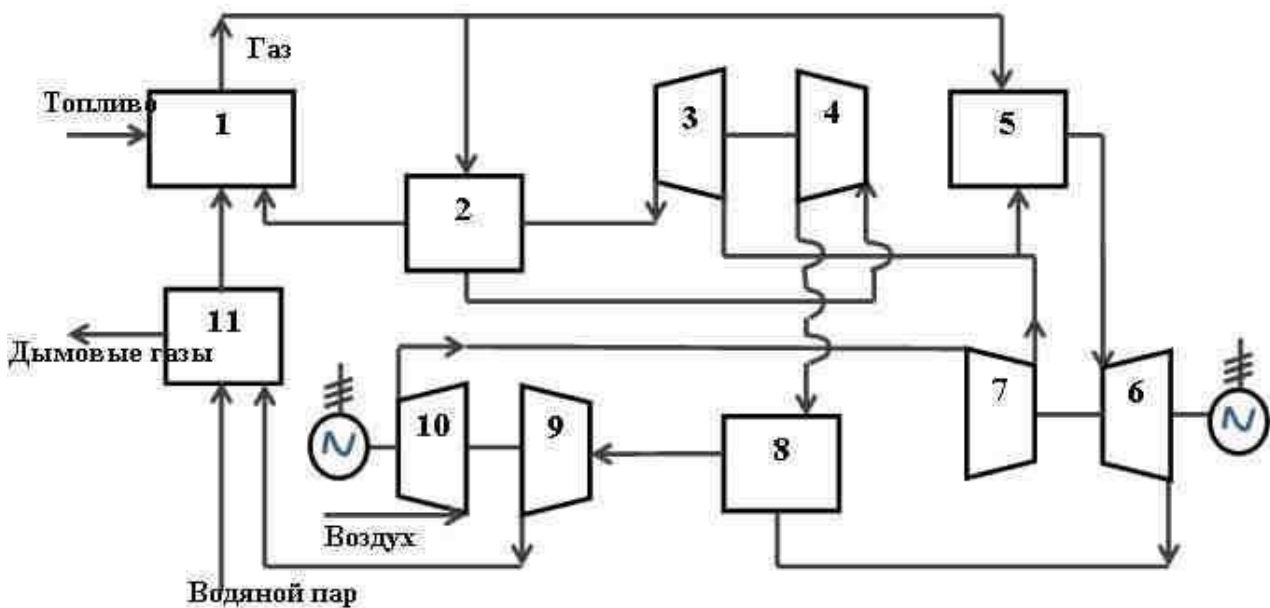 Газ
Топливо
1
3
4
5
2
11
Дымовые газы
7
6
10
9
8
Воздух
Водяной пар